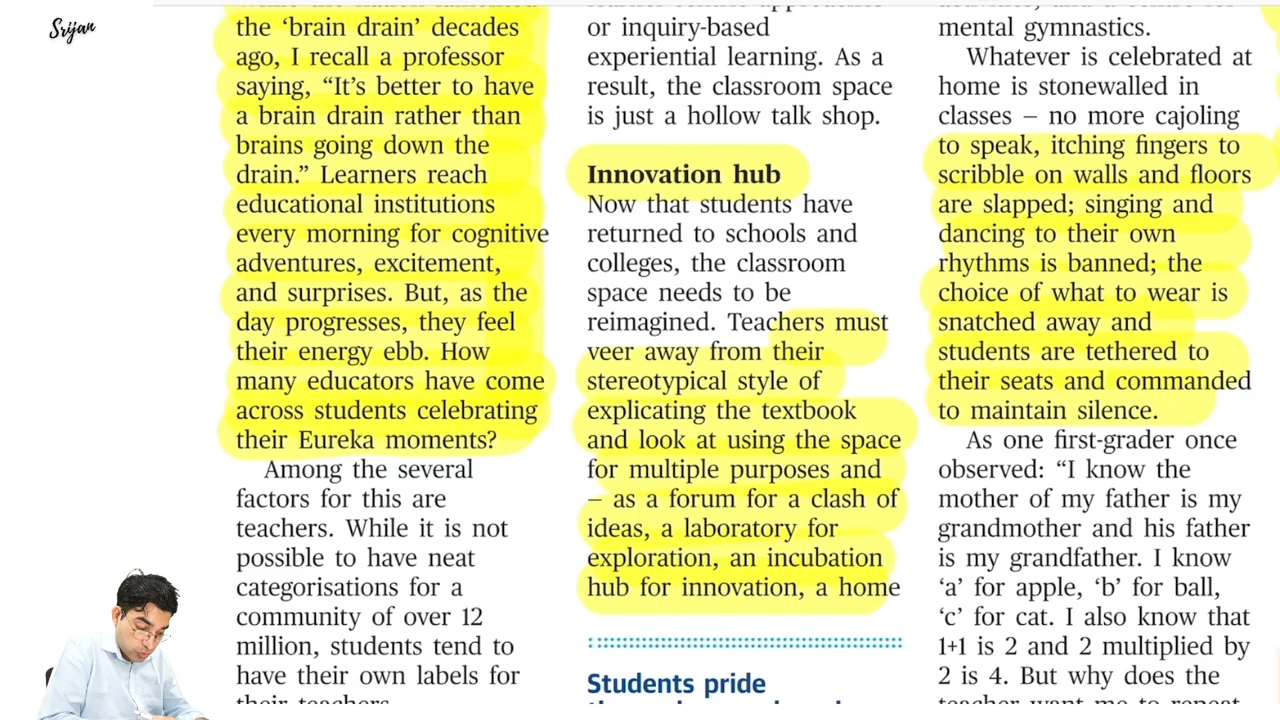 Srijan
the ‘brain drain’ decades
ago, I recall a professor
saying, “It’s better to have
a brain drain rather than
brains going down the
drain.” Learners reach
educational institutions
every morning for cognitive
adventures, excitement,
and surprises. But, as the
day progresses, they feel
their energy ebb. How
many educators have come
across students celebrating
their Eureka moments?
Among the several
factors for this are
teachers. While it is not
possible to have neat
categorisations for a
community of over 12
million, students tend to
have their own labels for
their teachers.
or inquiry-based
experiential learning. As a
result, the classroom space
is just a hollow talk shop.
Innovation hub
Now that students have
returned to schools and
colleges, the classroom
space needs to be
reimagined. Teachers must
veer away from their
stereotypical style of
explicating the textbook
and look at using the space
for multiple purposes and
– as a forum for a clash of
ideas, a laboratory for
exploration, an incubation
hub for innovation, a home
Students pride
mental gymnastics.
Whatever is celebrated at
home is stonewalled in
classes – no more cajoling
to speak, itching fingers to
scribble on walls and floors
are slapped; singing and
dancing to their own
rhythms is banned; the
choice of what to wear is
snatched away and
students are tethered to
their seats and commanded
to maintain silence.
As one first-grader once
observed: “I know the
mother of my father is my
grandmother and his father
is my grandfather. I know
‘a’ for apple, ‘b’ for ball,
‘c’ for cat. I also know that
1+1 is 2 and 2 multiplied by
2 is 4. But why does the
teacher want me to repeat